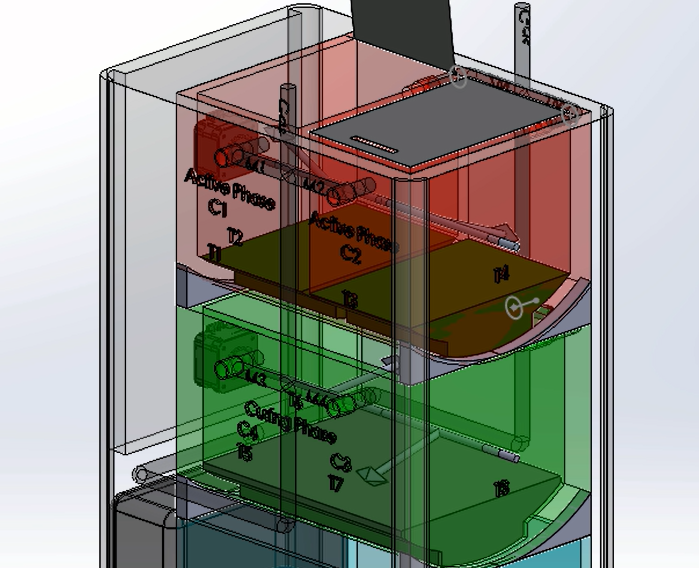 M1
M2
Active Phase
C1
Active Phase
C2
T2
T1
T4
T3
M3
M4
T6
Curing Phase
C4
C3
T5
T7
T8